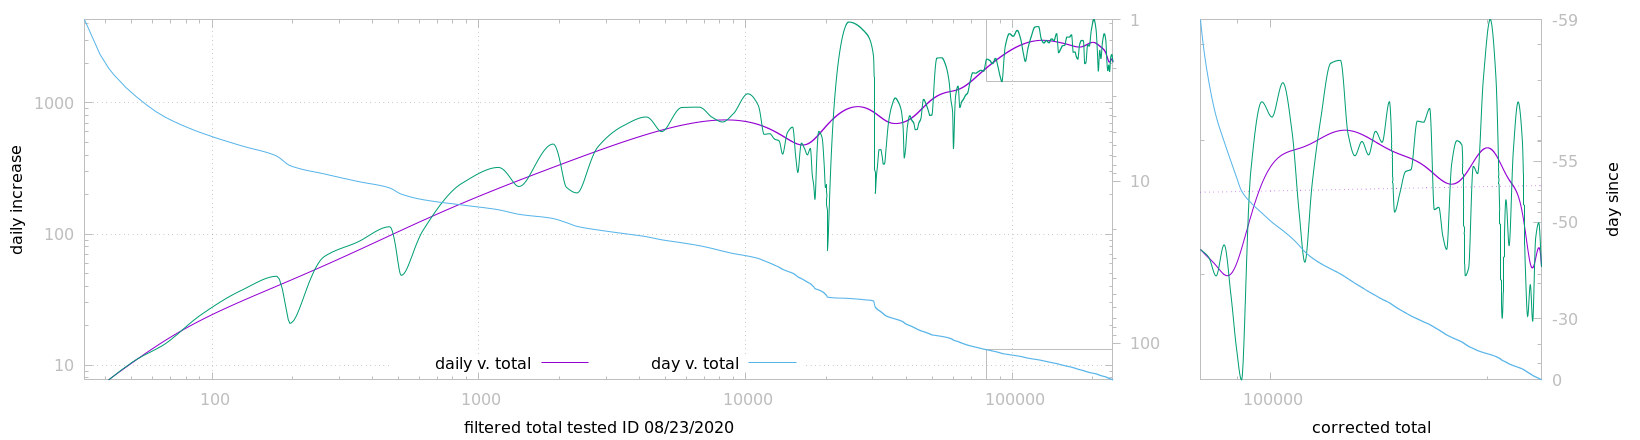 1000
100
10
daily increase
daily v. total
day v. total
100
1000
10000
100000
filtered total tested ID 08/23/2020
1
10
100
100000
corrected total
-59
-55
-50
-30
0
day since